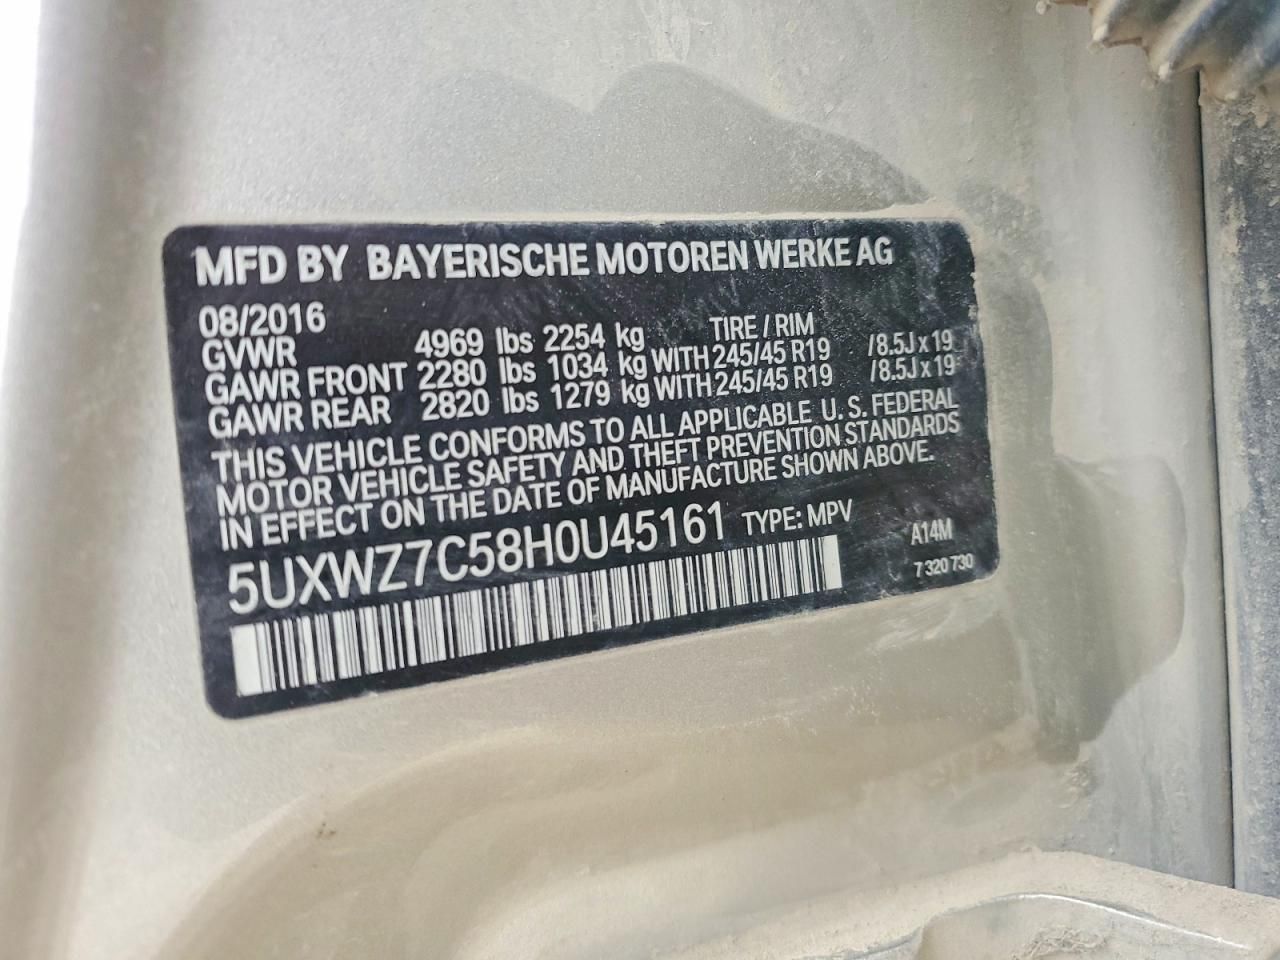 MFD BY BAYERISCHE MOTOREN WERKE AG
08/2016 TIRE / RIM
GVWR 4969 lbs 2254 kg
GAWR FRONT 2280 lbs 1034 kg WITH 245/45 R19 /8.5J x 19
GAWR REAR 2820 lbs 1279 kg WITH 245/45 R19 /8.5J x 19
THIS VEHICLE CONFORMS TO ALL APPLICABLE U. S. FEDERAL
MOTOR VEHICLE SAFETY AND THEFT PREVENTION STANDARDS
IN EFFECT ON THE DATE OF MANUFACTURE SHOWN ABOVE.
5UXWZ7C58H0U45161 TYPE: MPV A14M
7 320 730